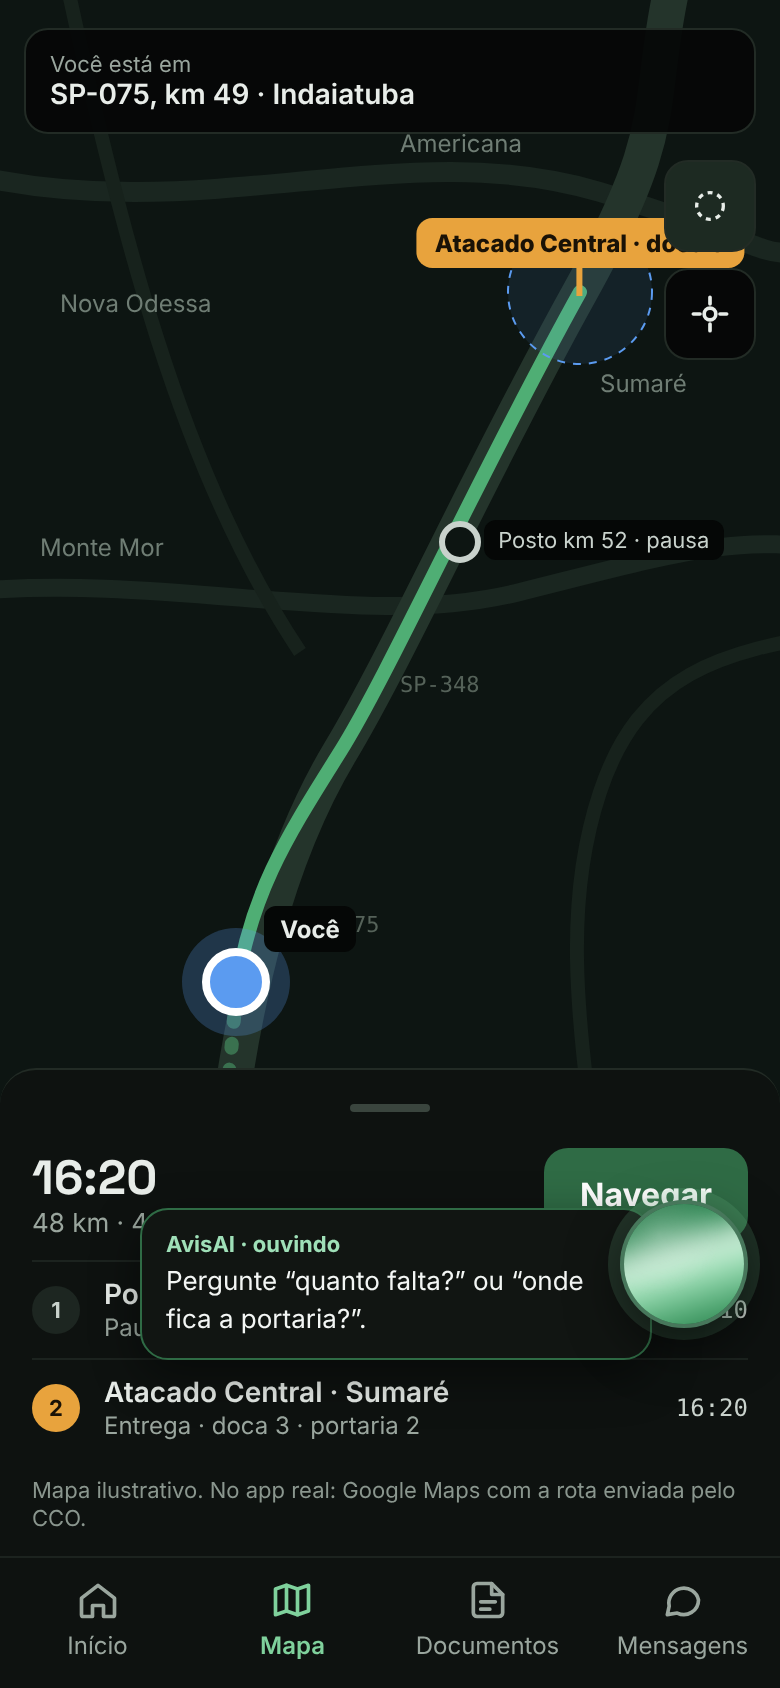 Você está em
SP-075, km 49 · Indaiatuba
Americana
Atacado Central · do
Nova Odessa
Sumaré
Posto km 52 · pausa
Monte Mor
SP-348
Você
75
16:20
Navegar
48 km · 4
AvisAI · ouvindo
Pergunte “quanto falta?” ou “onde
fica a portaria?”.
1
Po
Pau
10
2
Atacado Central · Sumaré
Entrega · doca 3 · portaria 2
16:20
Mapa ilustrativo. No app real: Google Maps com a rota enviada pelo
CCO.
Início
Mapa
Documentos
Mensagens